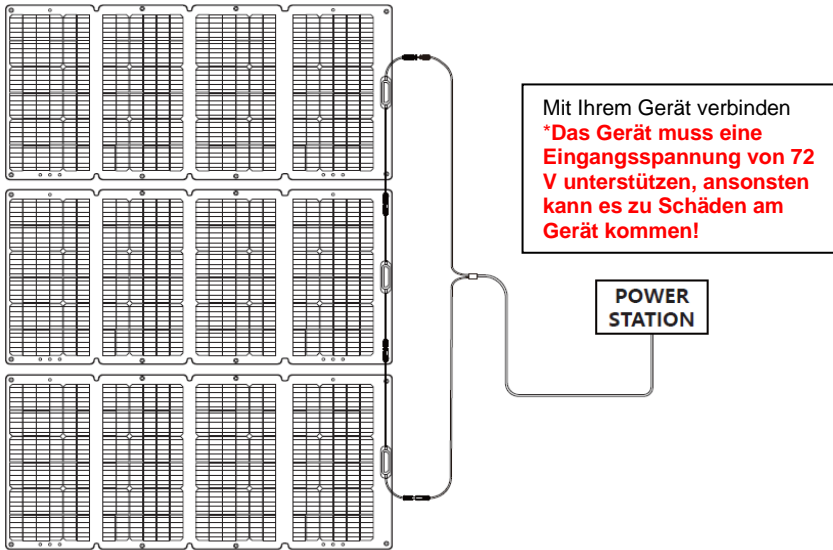 Mit Ihrem Gerät verbinden
*Das Gerät muss eine
Eingangsspannung von 72
V unterstützen, ansonsten
kann es zu Schäden am
Gerät kommen!
POWER
STATION